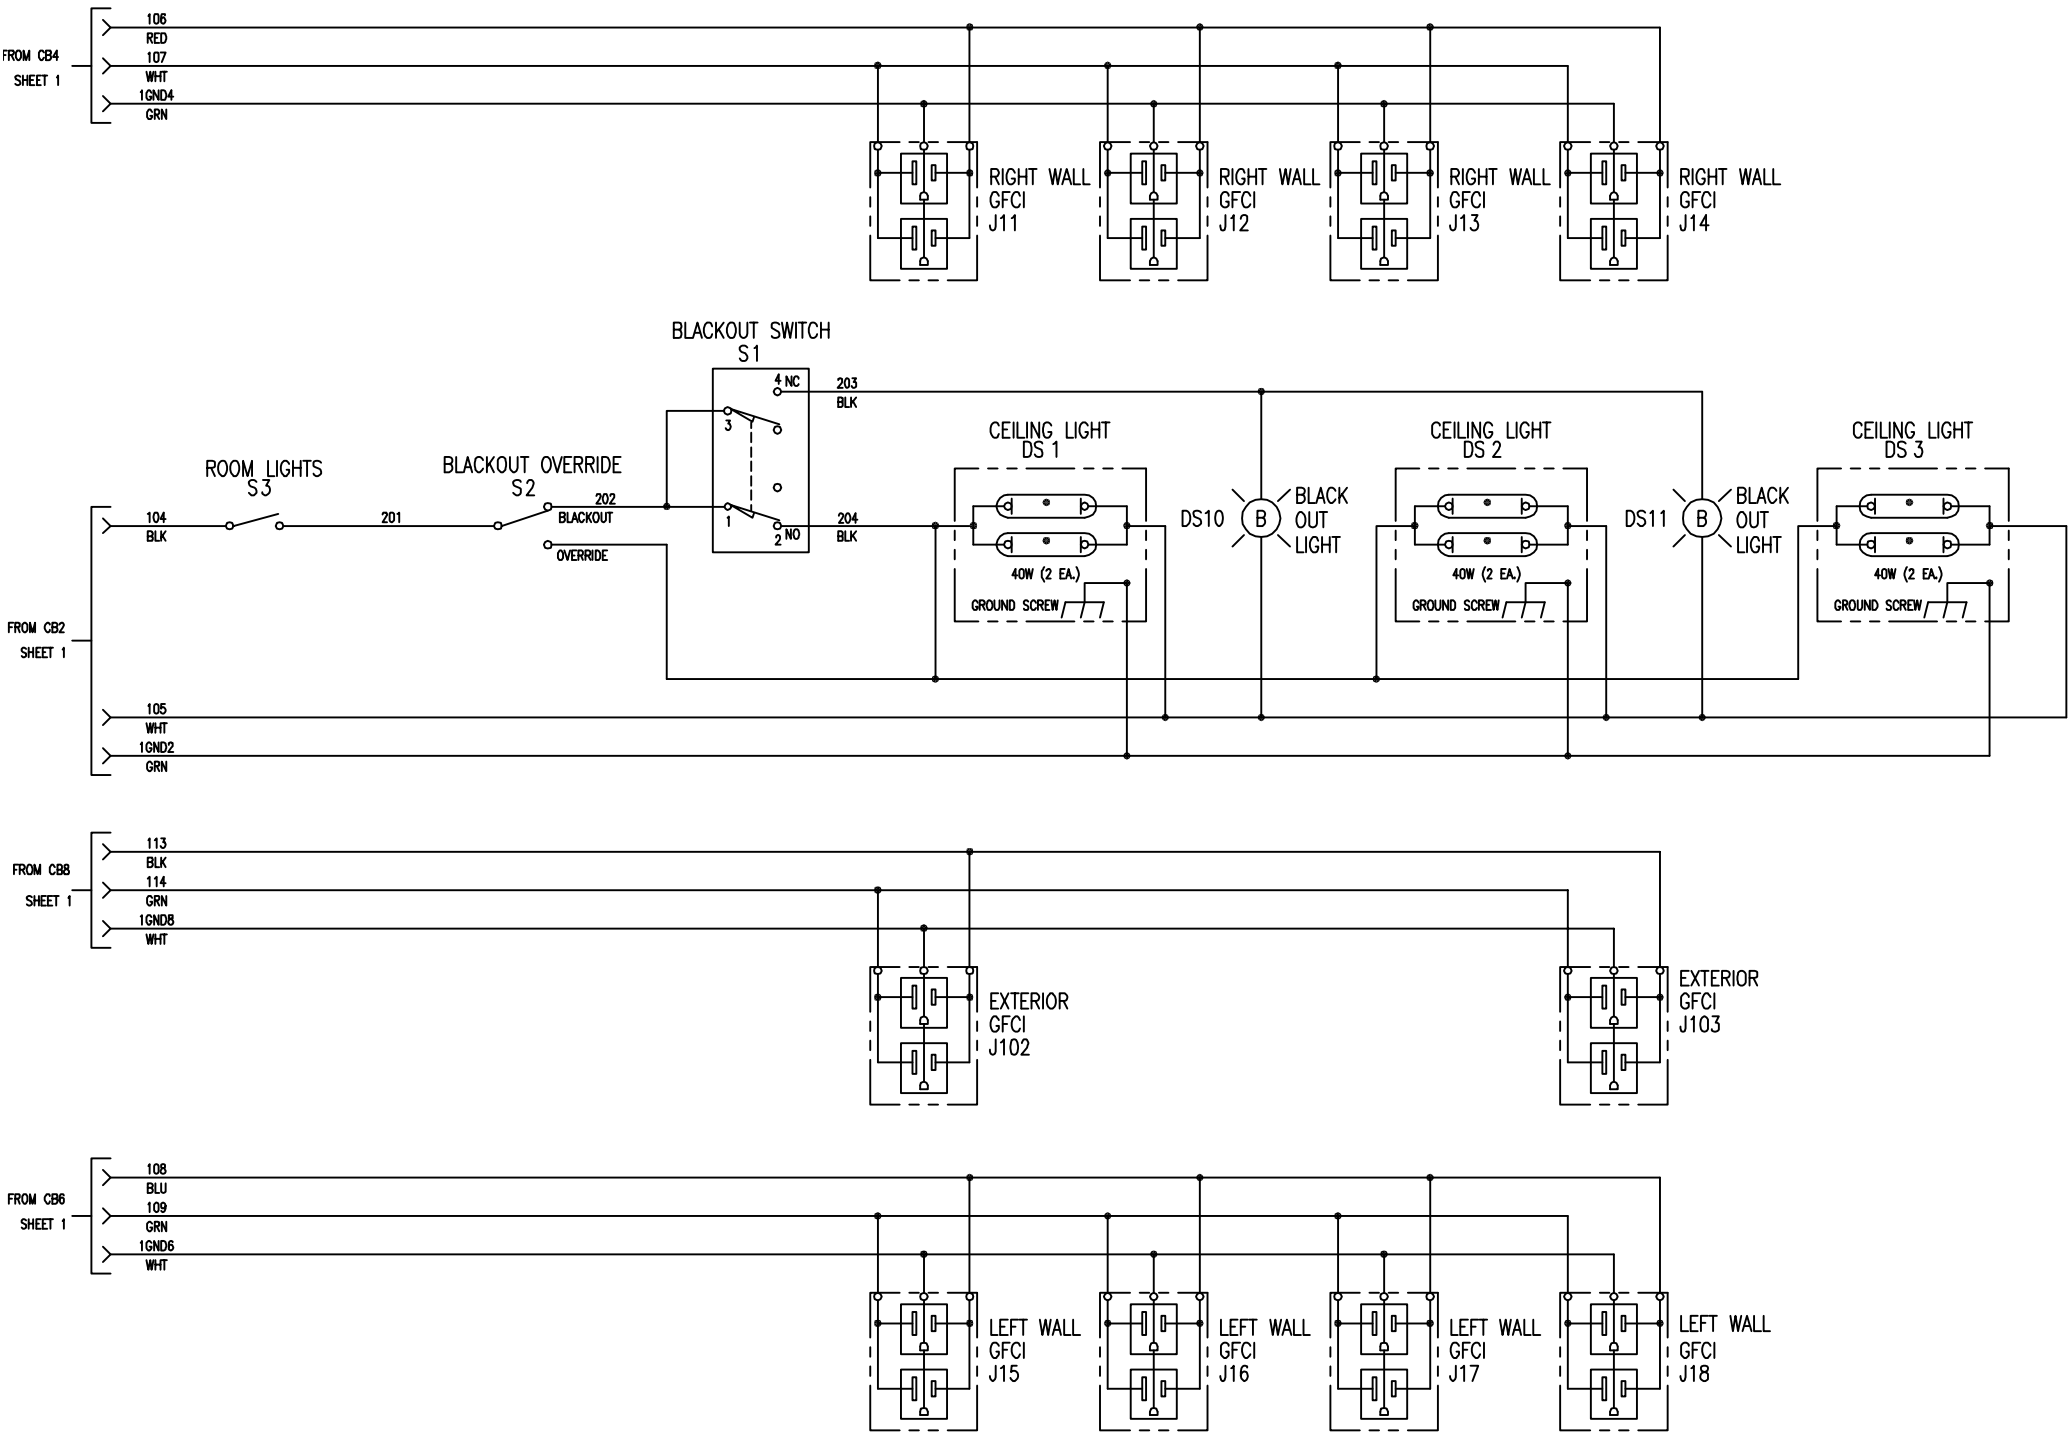 106
RED
FROM CB4
107
SHEET 1
WHT
1GND4
GRN
RIGHT WALL
GFCI
J11
RIGHT WALL
GFCI
J12
RIGHT WALL
GFCI
J13
RIGHT WALL
GFCI
J14
BLACKOUT SWITCH
S1
4 NC
3
1
2 NO
203
BLK
204
BLK
ROOM LIGHTS
S3
BLACKOUT OVERRIDE
S2
104
BLK
201
202
BLACKOUT
OVERRIDE
CEILING LIGHT
DS 1
40W (2 EA.)
GROUND SCREW
DS10
B
BLACK
OUT
LIGHT
CEILING LIGHT
DS 2
40W (2 EA.)
GROUND SCREW
DS11
B
BLACK
OUT
LIGHT
CEILING LIGHT
DS 3
40W (2 EA.)
GROUND SCREW
FROM CB2
SHEET 1
105
WHT
1GND2
GRN
113
BLK
FROM CB8
114
SHEET 1
GRN
1GND8
WHT
EXTERIOR
GFCI
J102
EXTERIOR
GFCI
J103
108
BLU
FROM CB6
109
SHEET 1
GRN
1GND6
WHT
LEFT WALL
GFCI
J15
LEFT WALL
GFCI
J16
LEFT WALL
GFCI
J17
LEFT WALL
GFCI
J18